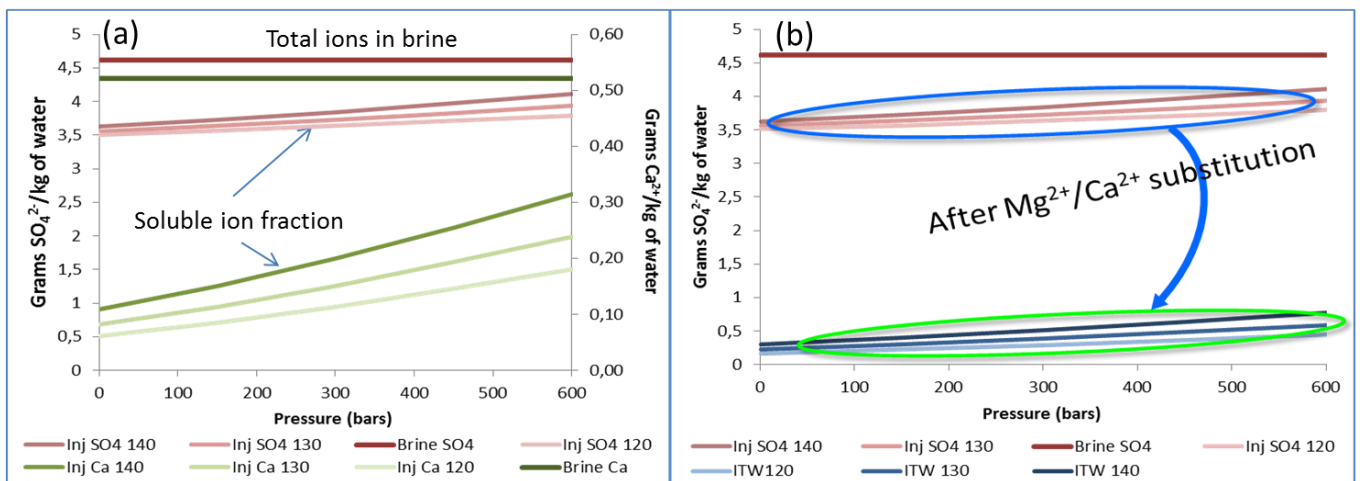 (a)
Total ions in brine
Soluble ion fraction
Grams SO₄²⁻/kg of water
5
4,5
4
3,5
3
2,5
2
1,5
1
0,5
0
Grams Ca²⁺/kg of water
0,60
0,50
0,40
0,30
0,20
0,10
0,00
0 100 200 300 400 500 600
Pressure (bars)
Inj SO4 140 Inj SO4 130 Brine SO4 Inj SO4 120
Inj Ca 140 Inj Ca 130 Inj Ca 120 Brine Ca
(b)
After Mg²⁺/Ca²⁺ substitution
Grams SO₄²⁻/kg of water
5
4,5
4
3,5
3
2,5
2
1,5
1
0,5
0
0 100 200 300 400 500 600
Pressure (bars)
Inj SO4 140 Inj SO4 130 Brine SO4 Inj SO4 120
ITW120 ITW 130 ITW 140